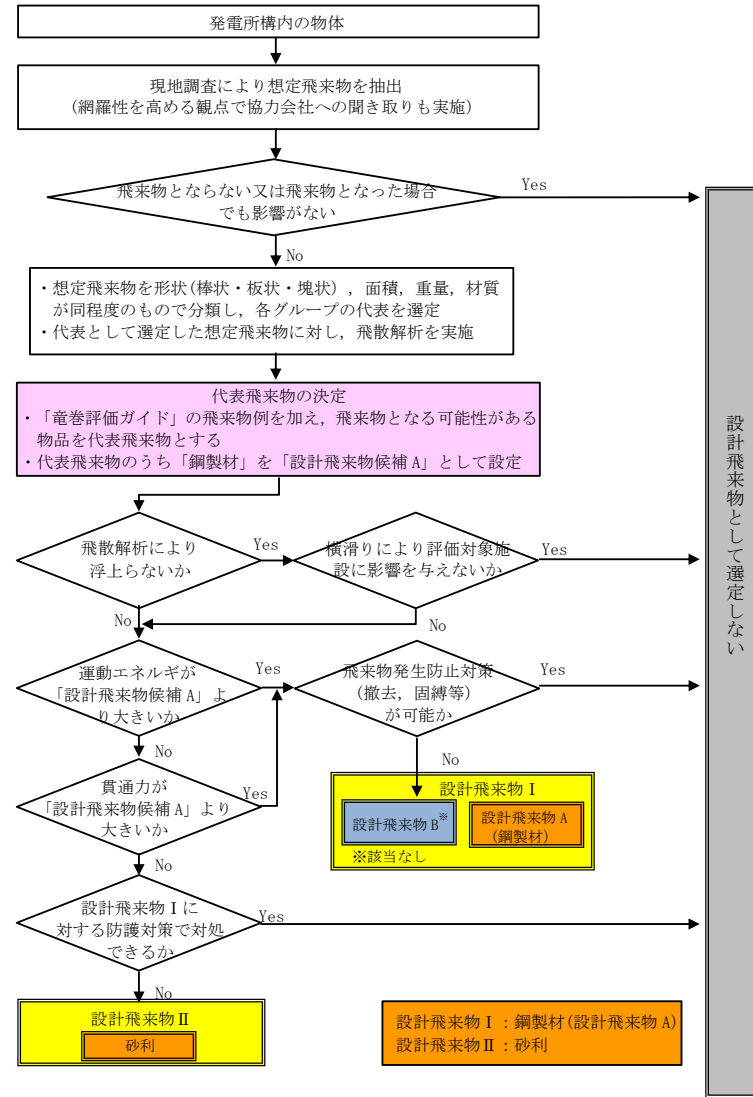 発電所構内の物体
現地調査により想定飛来物を抽出
(網羅性を高める観点で協力会社への聞き取りも実施)
飛来物とならない又は飛来物となった場合
でも影響がない
Yes
No
・想定飛来物を形状(棒状・板状・塊状)，面積，重量，材質
が同程度のもので分類し，各グループの代表を選定
・代表として選定した想定飛来物に対し，飛散解析を実施
代表飛来物の決定
・「竜巻評価ガイド」の飛来物例を加え，飛来物となる可能性がある
物品を代表飛来物とする
・代表飛来物のうち「鋼製材」を「設計飛来物候補 A」として設定
飛散解析により
浮上らないか
Yes
横滑りにより評価対象施
設に影響を与えないか
Yes
No
No
運動エネルギが
「設計飛来物候補 A」よ
り大きいか
Yes
飛来物発生防止対策
(撤去，固縛等)
が可能か
Yes
No
No
貫通力が
「設計飛来物候補 A」より
大きいか
Yes
設計飛来物Ⅰ
設計飛来物 B※
設計飛来物 A
(鋼製材)
※該当なし
No
設計飛来物Ⅰに
対する防護対策で対処
できるか
Yes
No
設計飛来物Ⅱ
砂利
設計飛来物Ⅰ：鋼製材(設計飛来物 A)
設計飛来物Ⅱ：砂利
設計飛来物として選定しない